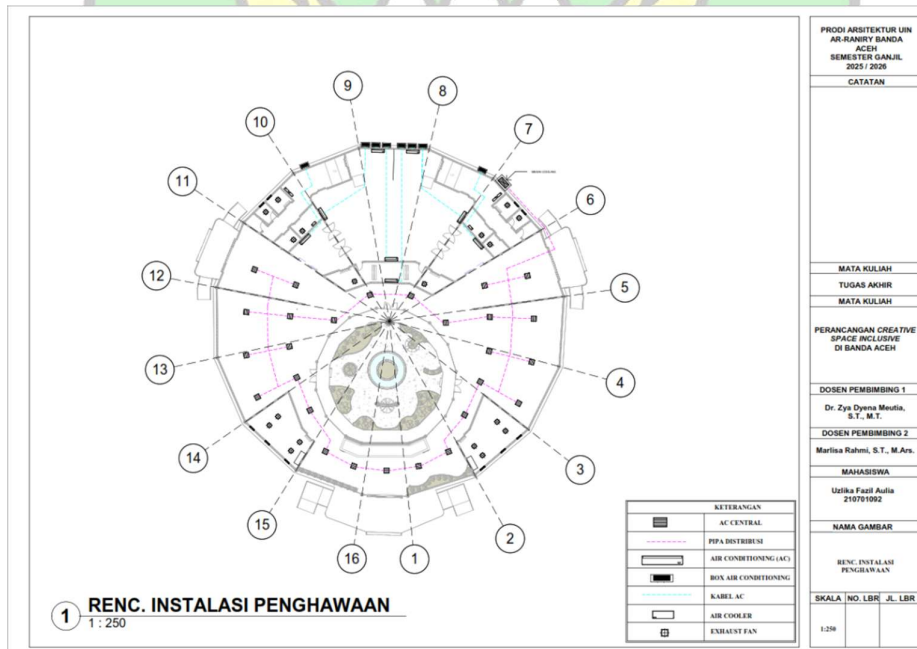 9
8
10
7
11
6
12
5
13
4
14
3
15
2
16
1
1
RENC. INSTALASI PENGHAWAAN
1 : 250
KETERANGAN
AC CENTRAL
PIPA DISTRIBUSI
AIR CONDITIONING (AC)
BOX AIR CONDITIONING
KABEL AC
AIR COOLER
EXHAUST FAN
PRODI ARSITEKTUR UIN
AR-RANIRY BANDA
ACEH
SEMESTER GANJIL
2025 / 2026
CATATAN
MATA KULIAH
TUGAS AKHIR
MATA KULIAH
PERANCANGAN CREATIVE
SPACE INCLUSIVE
DI BANDA ACEH
DOSEN PEMBIMBING 1
Dr. Zya Dyena Meutia,
S.T., M.T.
DOSEN PEMBIMBING 2
Marlisa Rahmi, S.T., M.Ars.
MAHASISWA
Uzlika Fazil Aulia
210701092
NAMA GAMBAR
RENC. INSTALASI
PENGHAWAAN
SKALA NO. LBR JL. LBR
1:250